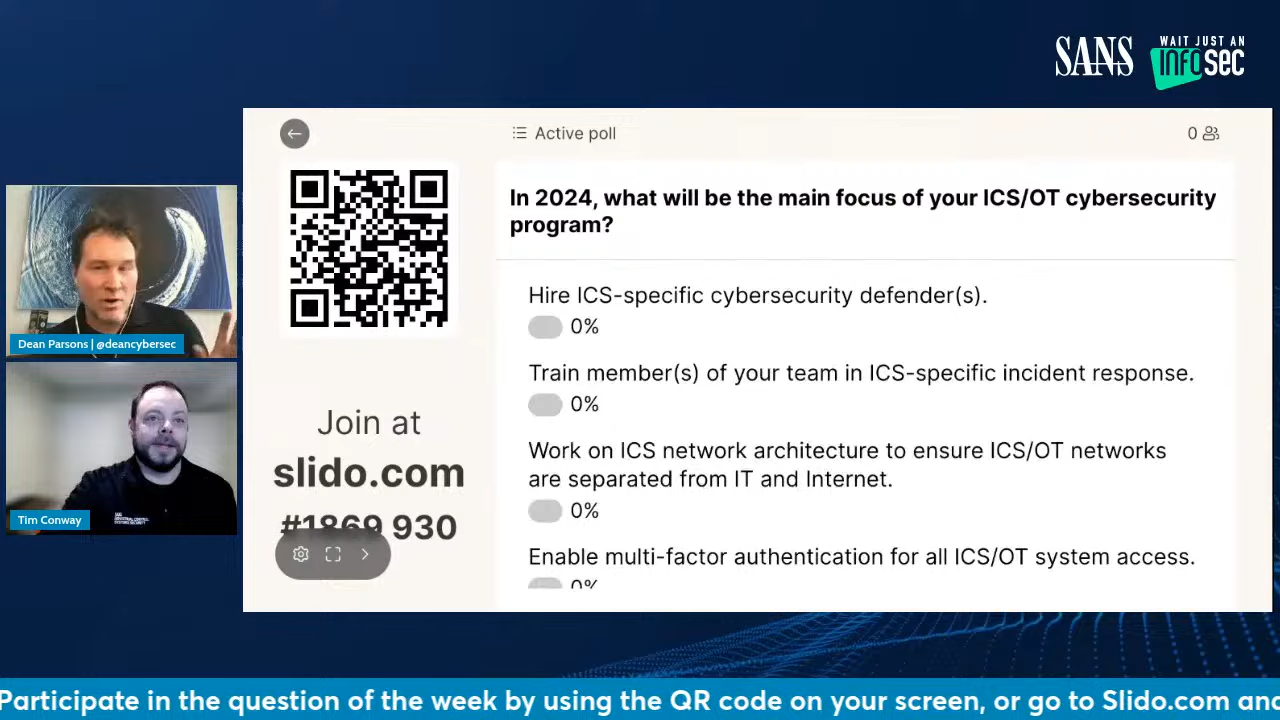 SANS
WAIT JUST AN
INFOSEC
Active poll
0
In 2024, what will be the main focus of your ICS/OT cybersecurity
program?
Hire ICS-specific cybersecurity defender(s).
0%
Train member(s) of your team in ICS-specific incident response.
0%
Work on ICS network architecture to ensure ICS/OT networks
are separated from IT and Internet.
0%
Enable multi-factor authentication for all ICS/OT system access.
0%
Join at
slido.com
#1869 930
Dean Parsons | @deancybersec
Tim Conway
Participate in the question of the week by using the QR code on your screen, or go to Slido.com and